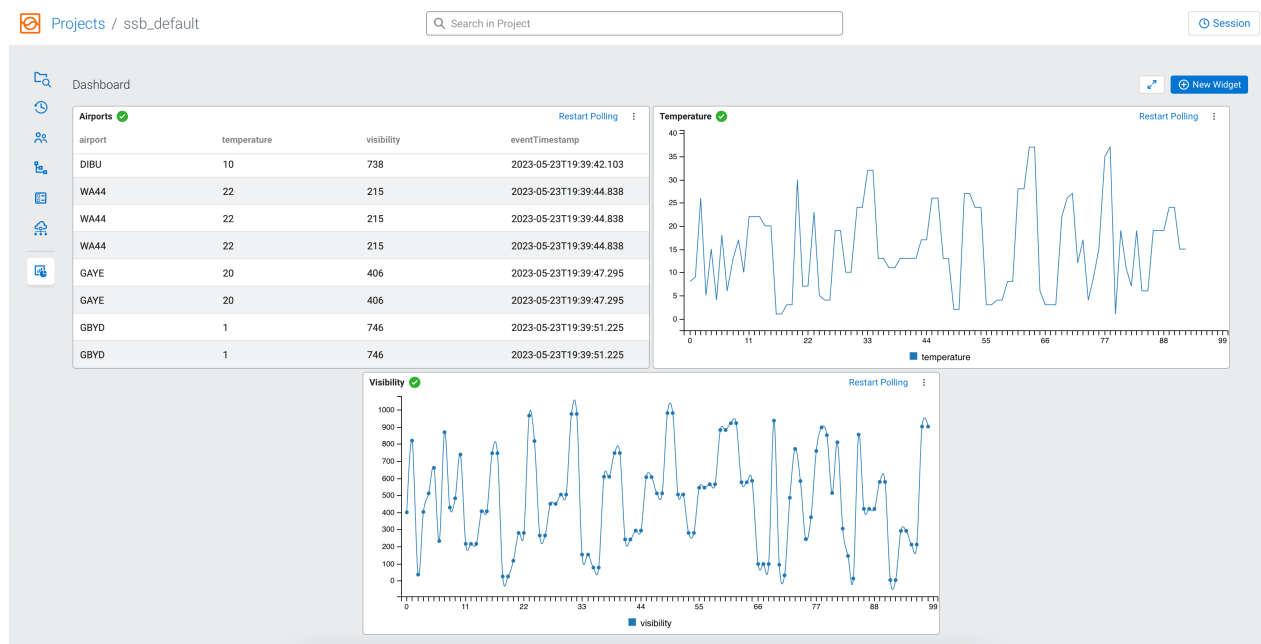 Projects / ssb_default
Search in Project
Session
Dashboard
New Widget
Airports
Restart Polling
airport temperature visibility eventTimestamp
DIBU 10 738 2023-05-23T19:39:42.103
WA44 22 215 2023-05-23T19:39:44.838
WA44 22 215 2023-05-23T19:39:44.838
WA44 22 215 2023-05-23T19:39:44.838
GAYE 20 406 2023-05-23T19:39:47.295
GAYE 20 406 2023-05-23T19:39:47.295
GBYD 1 746 2023-05-23T19:39:51.225
GBYD 1 746 2023-05-23T19:39:51.225
Temperature
Restart Polling
40
35
30
25
20
15
10
5
0
0 11 22 33 44 55 66 77 88 99
temperature
Visibility
Restart Polling
1000
900
800
700
600
500
400
300
200
100
0
0 11 22 33 44 55 66 77 88 99
visibility